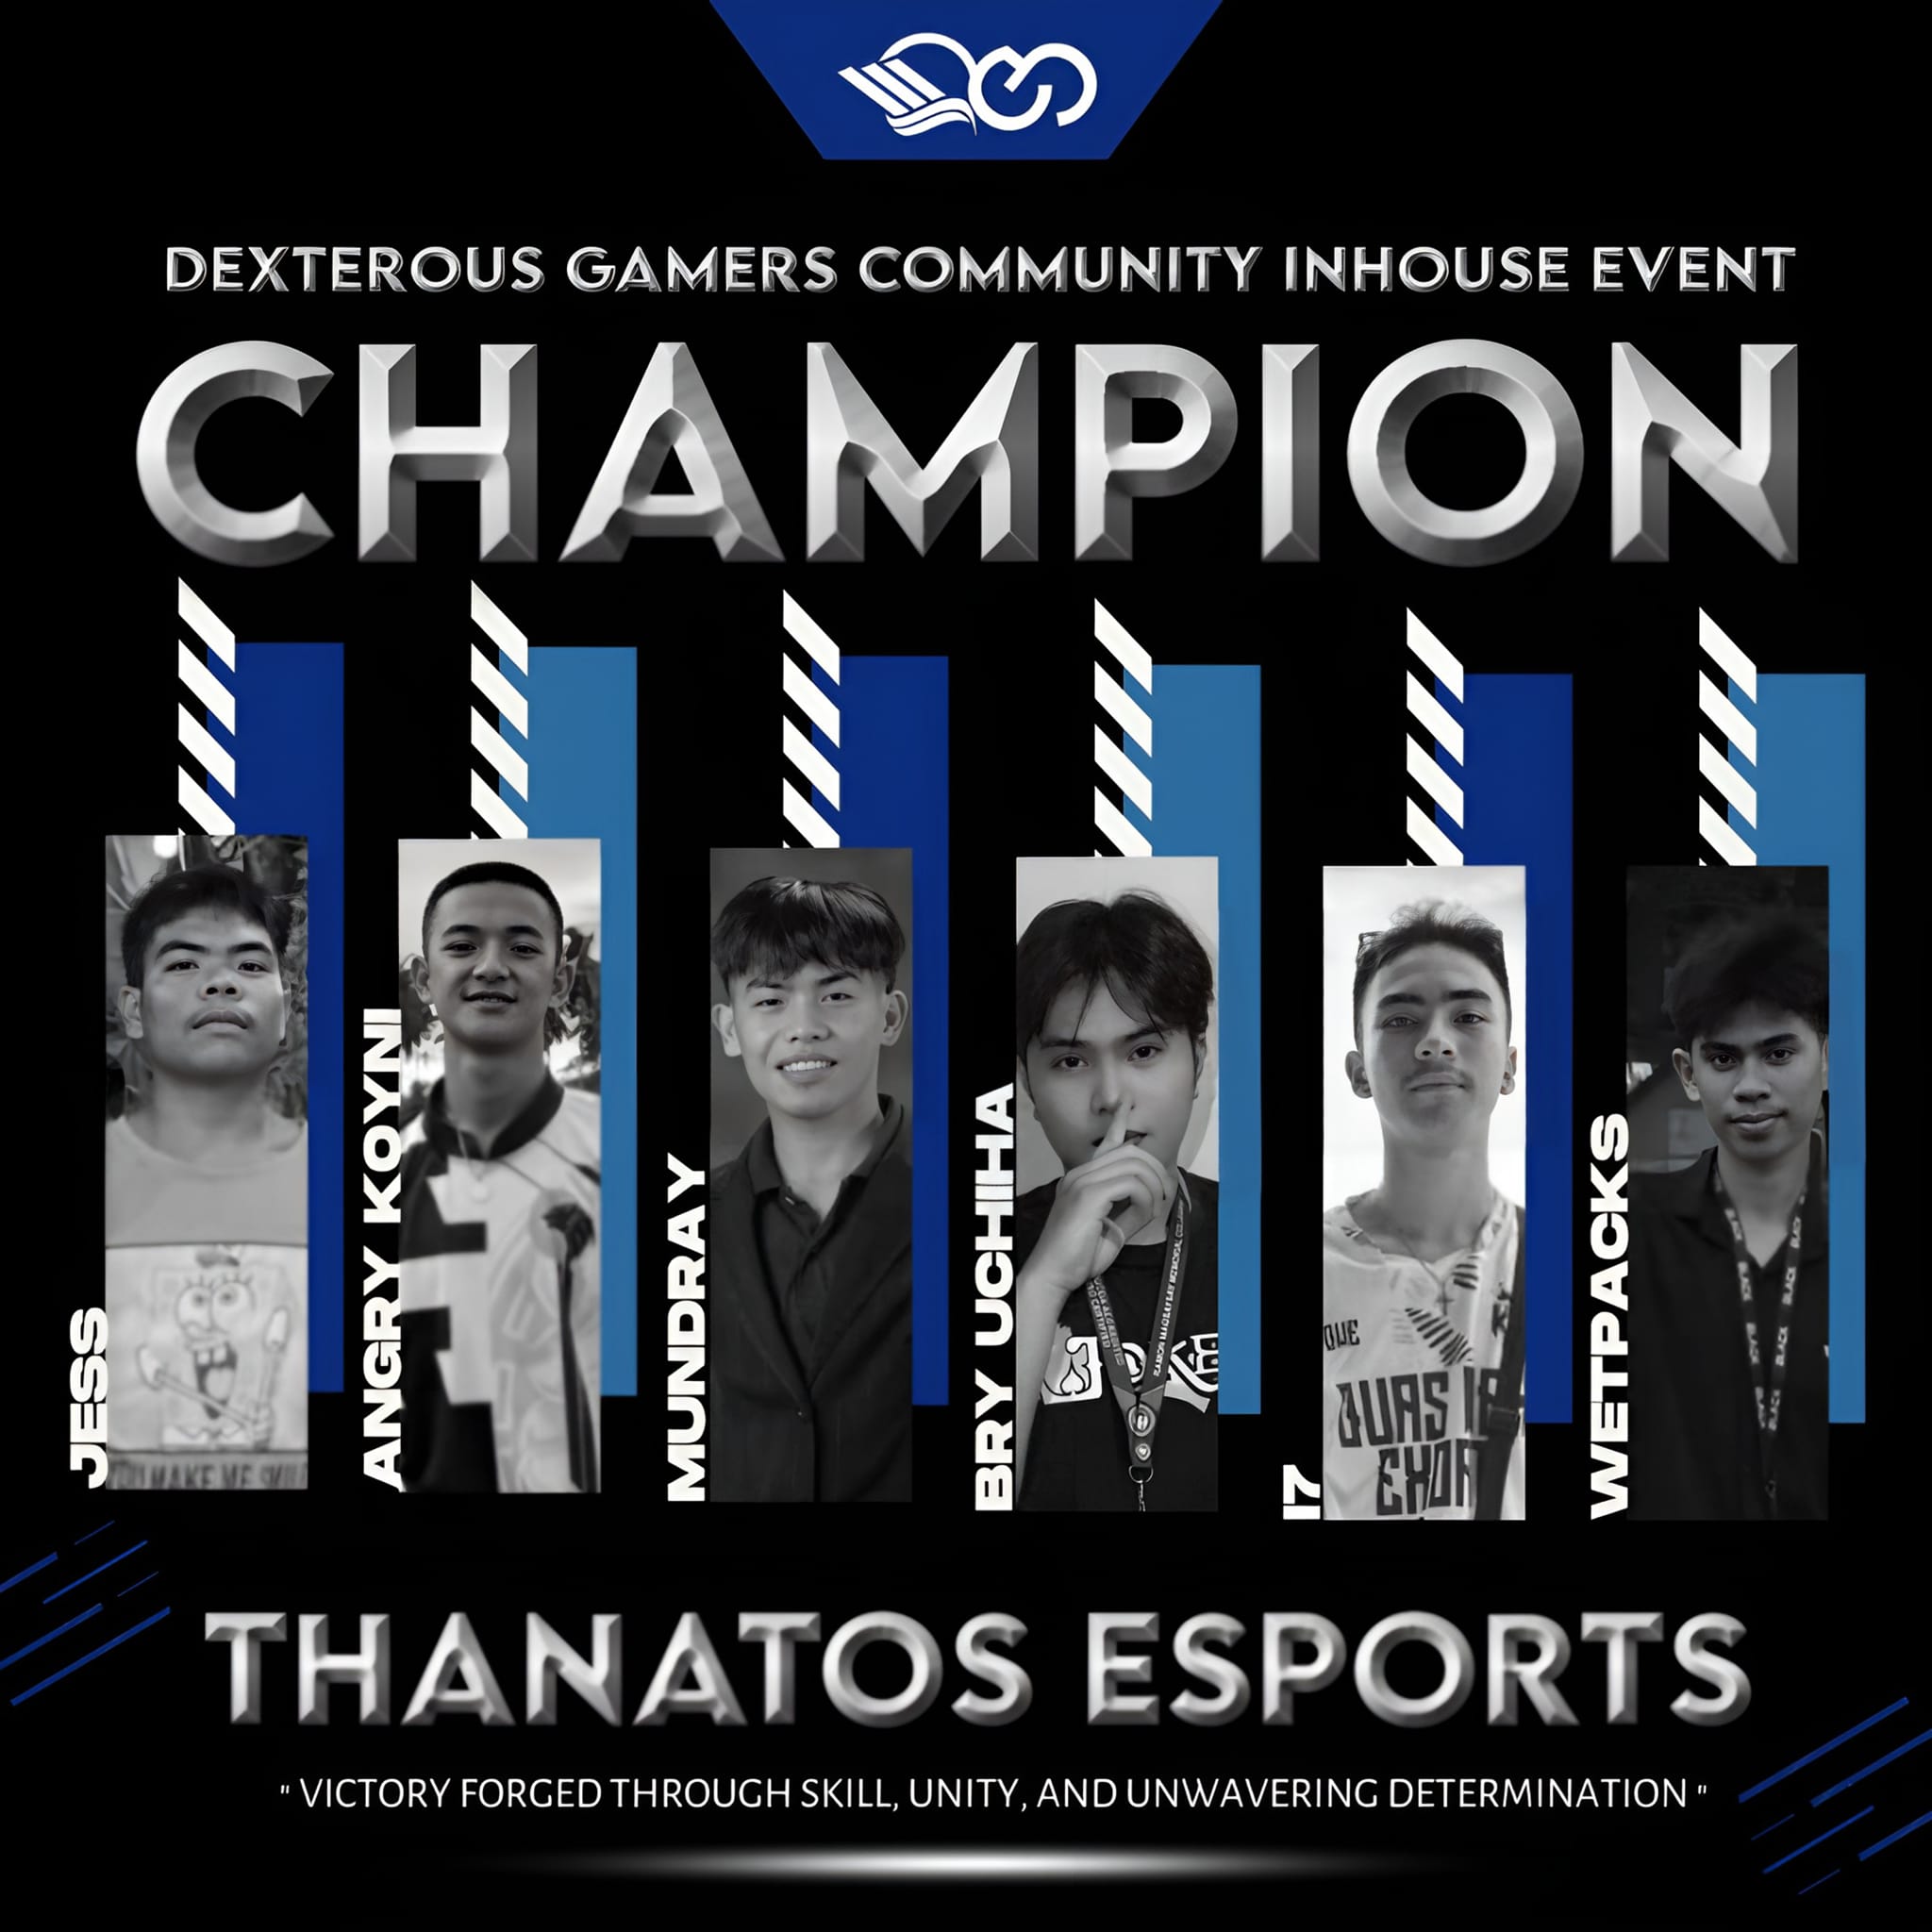 DGC
DEXTEROUS GAMERS COMMUNITY INHOUSE EVENT
CHAMPION
JESS
ANGRY KOYNI
MUNDRAY
BRY UCHIHA
I7
WETPACKS
THANATOS ESPORTS
" VICTORY FORGED THROUGH SKILL, UNITY, AND UNWAVERING DETERMINATION "